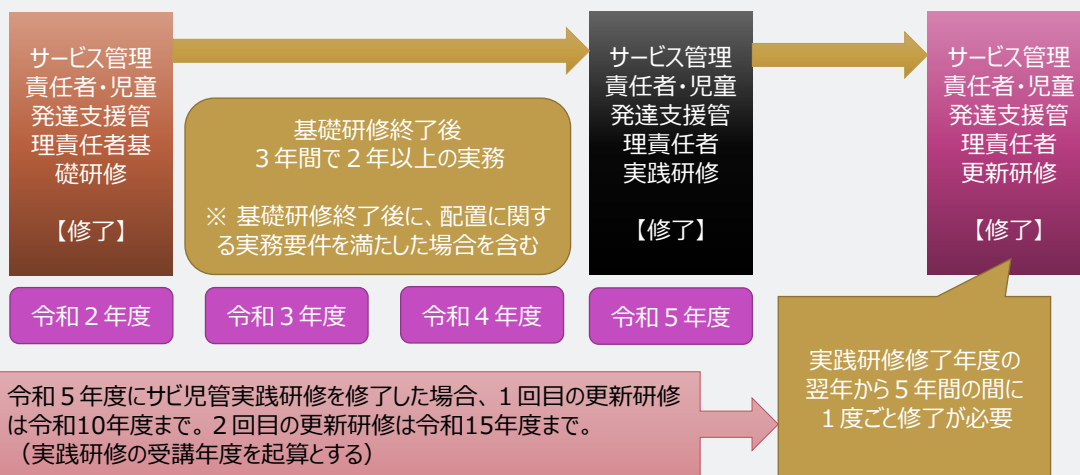 サービス管理
責任者・児童
発達支援管
理責任者基
礎研修
【修了】
基礎研修終了後
３年間で２年以上の実務
※ 基礎研修終了後に、配置に関す
る実務要件を満たした場合を含む
サービス管理
責任者・児童
発達支援管
理責任者
実践研修
【修了】
サービス管理
責任者・児童
発達支援管
理責任者
更新研修
【修了】
令和２年度
令和３年度
令和４年度
令和５年度
実践研修修了年度の
翌年から５年間の間に
１度ごと修了が必要
令和５年度にサビ児管実践研修を修了した場合、１回目の更新研修
は令和10年度まで。２回目の更新研修は令和15年度まで。
（実践研修の受講年度を起算とする）